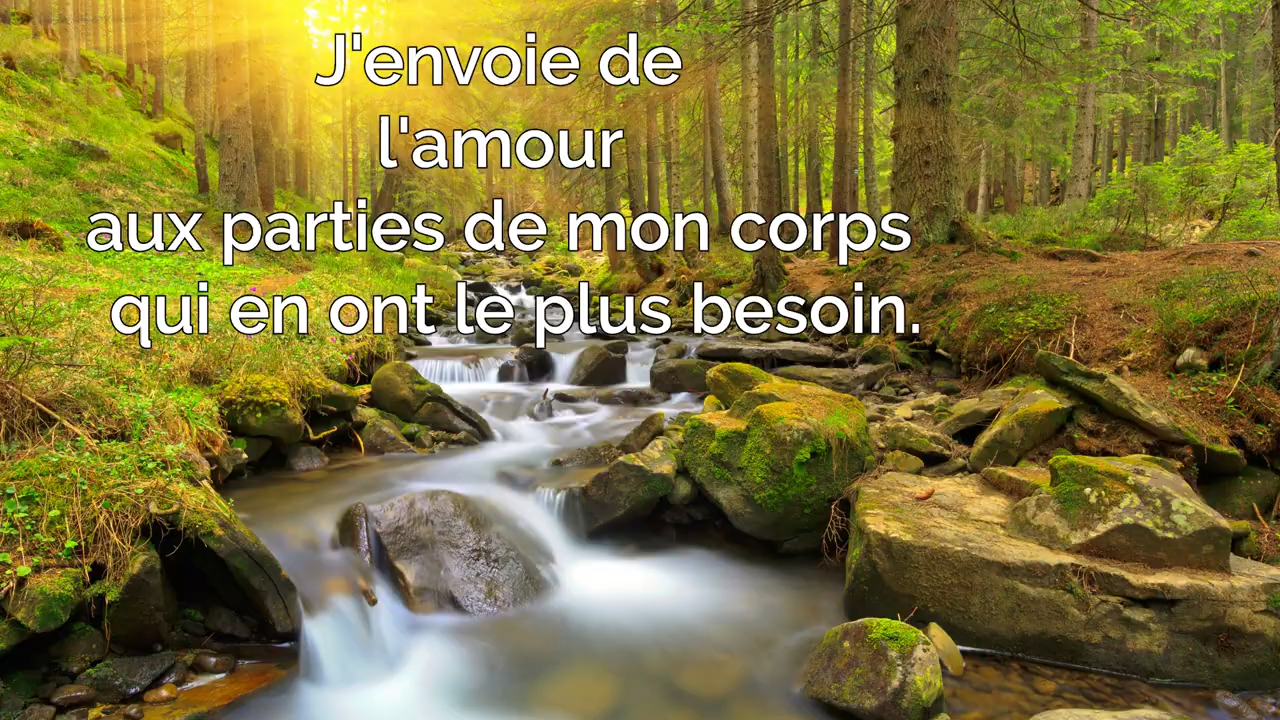 J'envoie de
l'amour
aux parties de mon corps
qui en ont le plus besoin.